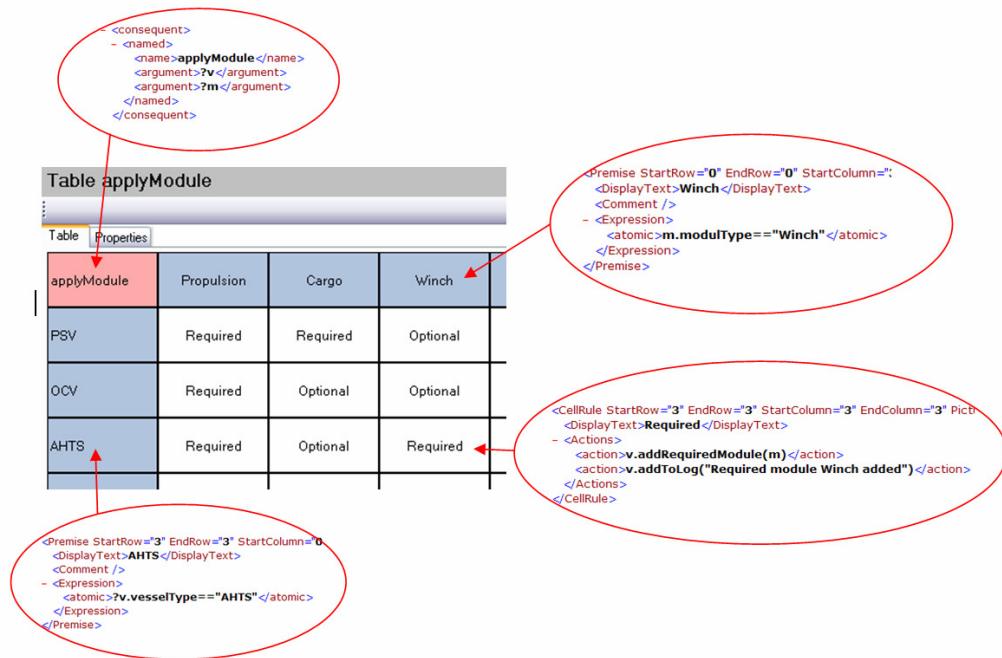 - <consequent>
- <named>
<name>applyModule</name>
<argument>?v</argument>
<argument>?m</argument>
</named>
</consequent>
Table applyModule
Table Properties
applyModule Propulsion Cargo Winch
PSV Required Required Optional
OCV Required Optional Optional
AHTS Required Optional Required
<Premise StartRow="0" EndRow="0" StartColumn="
<DisplayText>Winch</DisplayText>
<Comment />
- <Expression>
<atomic>m.modulType=="Winch"</atomic>
</Expression>
</Premise>
<CellRule StartRow="3" EndRow="3" StartColumn="3" EndColumn="3" Pict
<DisplayText>Required</DisplayText>
- <Actions>
<action>v.addRequiredModule(m)</action>
<action>v.addToLog("Required module Winch added")</action>
</Actions>
</CellRule>
<Premise StartRow="3" EndRow="3" StartColumn="0
<DisplayText>AHTS</DisplayText>
<Comment />
- <Expression>
<atomic>?v.vesselType=="AHTS"</atomic>
</Expression>
</Premise>